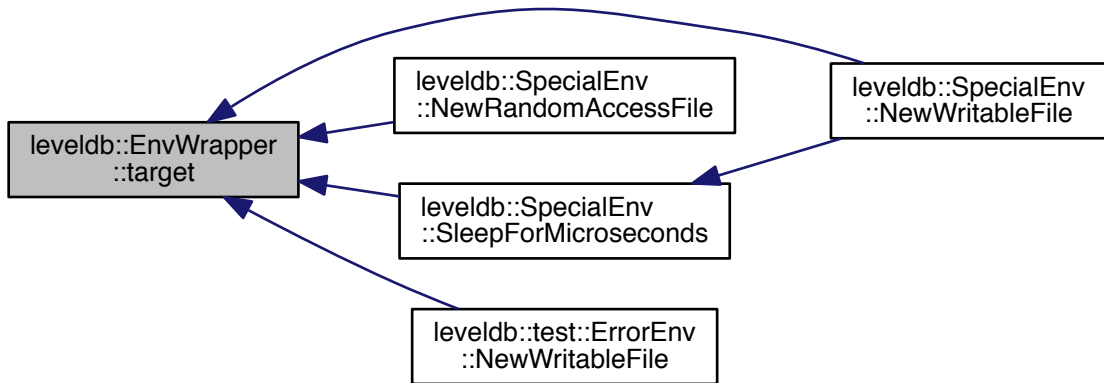 leveldb::EnvWrapper
::target
leveldb::SpecialEnv
::NewRandomAccessFile
leveldb::SpecialEnv
::SleepForMicroseconds
leveldb::test::ErrorEnv
::NewWritableFile
leveldb::SpecialEnv
::NewWritableFile